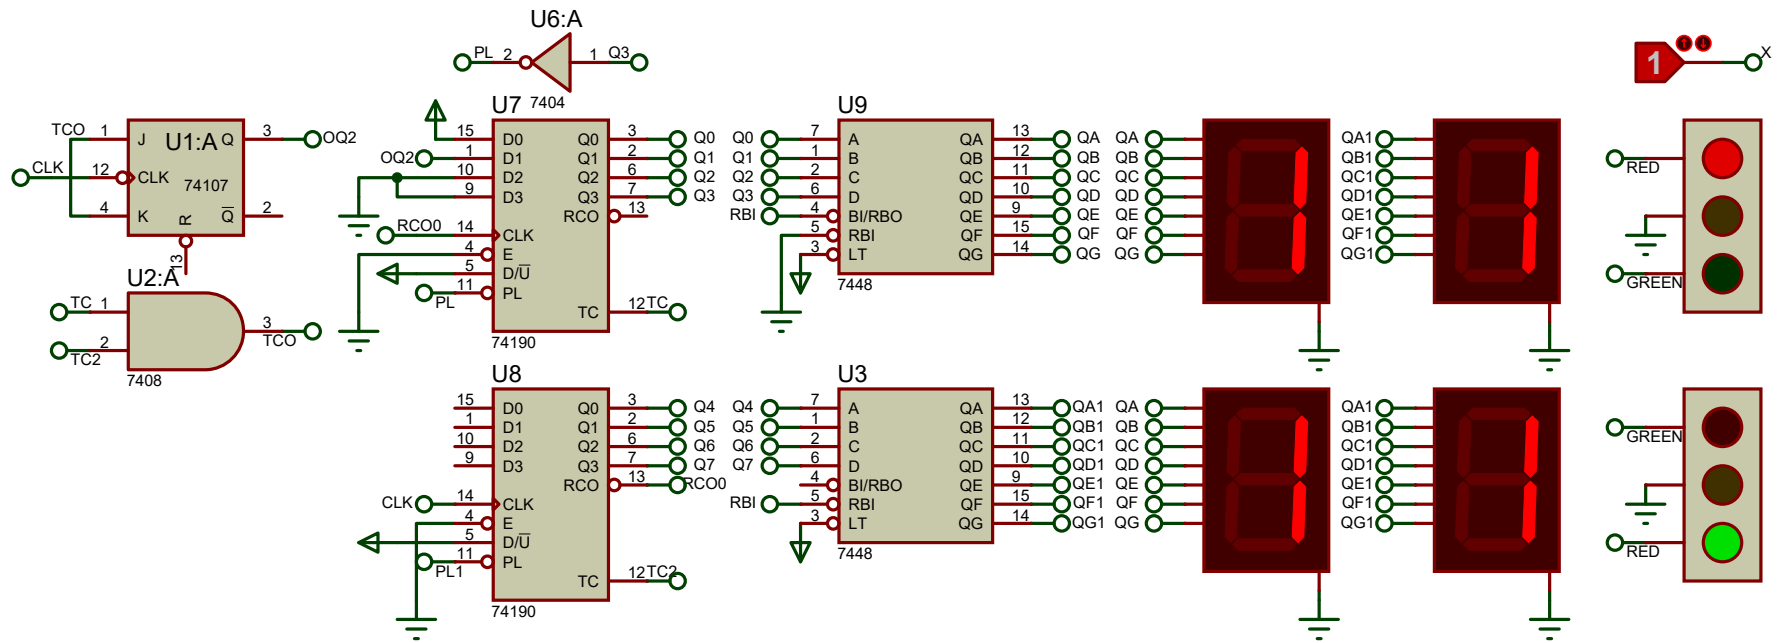 U6:A
PL 2 1 Q3
7404
1 X
TCO 1 J U1:A Q 3 OQ2
CLK 12 CLK
74107
4 K R Q 2
13
U2:A
TC 1
3 TCO
2 TC2
7408
U7
15 D0 Q0 3 Q0
OQ2 1 D1 Q1 2 Q1
10 D2 Q2 6 Q2
9 D3 Q3 7 Q3
RCO 13
RCO0 14 CLK
4 E
5 D/U
PL 11 PL
TC 12 TC
74190
U9
Q0 7 A QA 13 QA
Q1 1 B QB 12 QB
Q2 2 C QC 11 QC
Q3 6 D QD 10 QD
RBI 4 BI/RBO QE 9 QE
5 RBI QF 15 QF
3 LT QG 14 QG
7448
QA
QB
QC
QD
QE
QF
QG
1
QA1
QB1
QC1
QD1
QE1
QF1
QG1
1
RED
GREEN
U8
15 D0 Q0 3 Q4
1 D1 Q1 2 Q5
10 D2 Q2 6 Q6
9 D3 Q3 7 Q7
RCO 13 RCO0
CLK 14 CLK
4 E
5 D/U
PL1 11 PL
TC 12 TC2
74190
U3
Q4 7 A QA 13 QA1
Q5 1 B QB 12 QB1
Q6 2 C QC 11 QC1
Q7 6 D QD 10 QD1
4 BI/RBO QE 9 QE1
RBI 5 RBI QF 15 QF1
3 LT QG 14 QG1
7448
QA
QB
QC
QD
QE
QF
QG
1
QA1
QB1
QC1
QD1
QE1
QF1
QG1
1
GREEN
RED